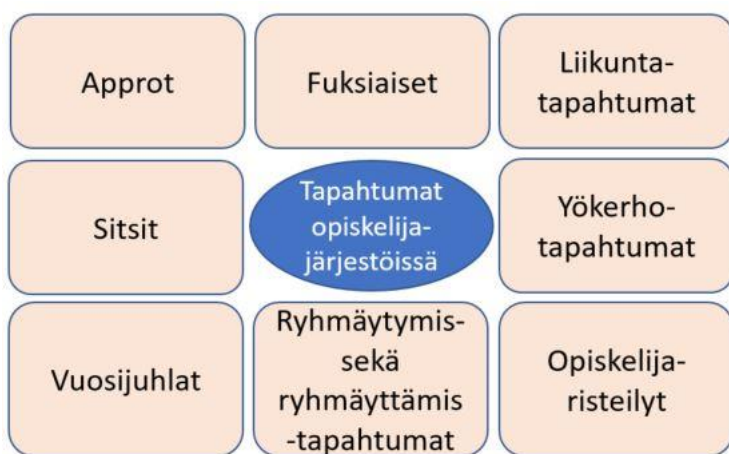 Approt
Fuksiaiset
Liikunta-
tapahtumat
Sitsit
Tapahtumat
opiskelija-
järjestöissä
Yökerho-
tapahtumat
Vuosijuhlat
Ryhmäytymis-
sekä
ryhmäyttämis
-tapahtumat
Opiskelija-
risteilyt